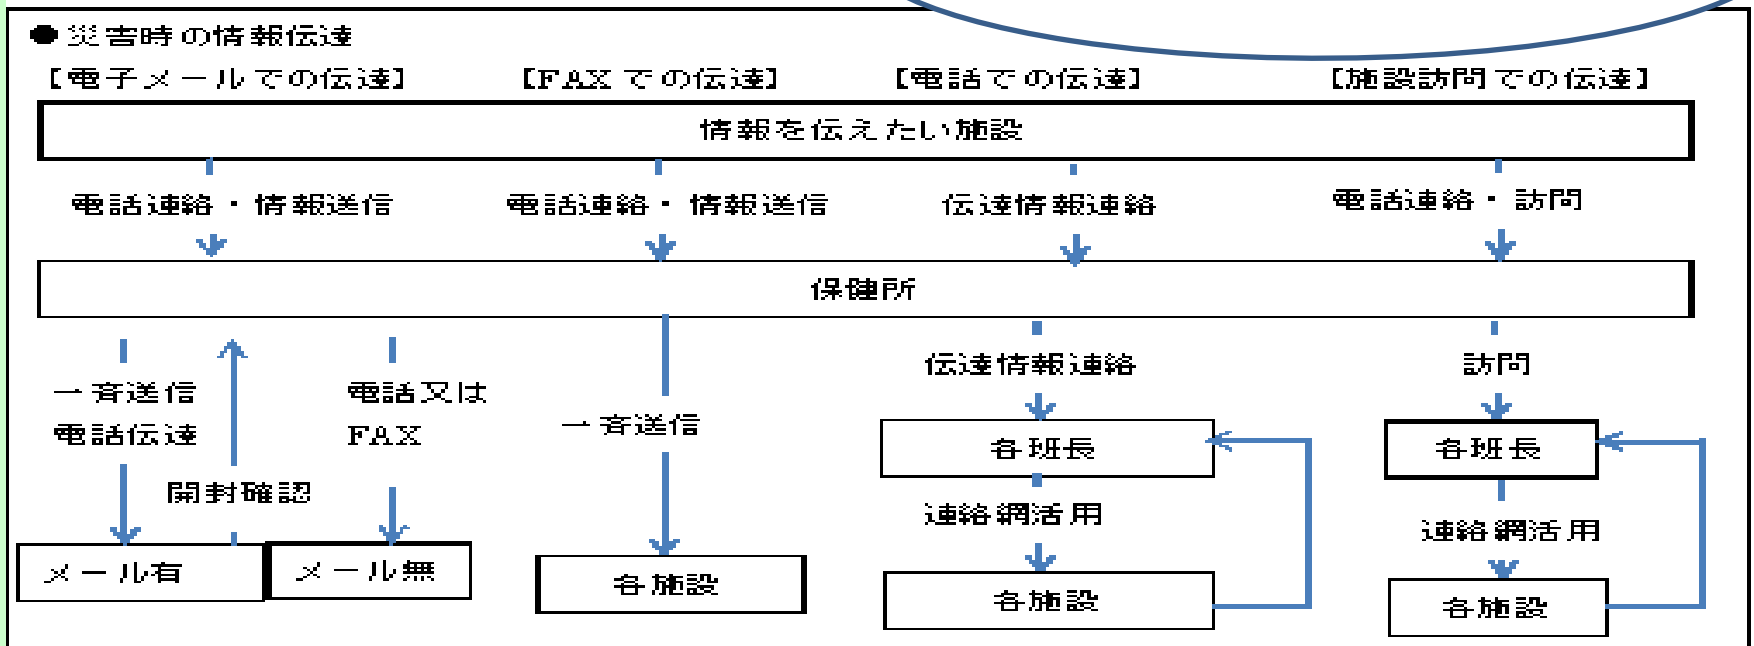 ●災害時の情報伝達
[電子メールでの伝達] [FAX での伝達] [電話での伝達] [施設訪問での伝達]
情報を伝えたい施設
電話連絡・情報送信 電話連絡・情報送信 伝達情報連絡 電話連絡・訪問
保健所
一斉送信
電話伝達
開封確認
メール有
電話又は
FAX
メール無
一斉送信
各施設
伝達情報連絡
各班長
連絡網活用
各施設
訪問
各班長
連絡網活用
各施設